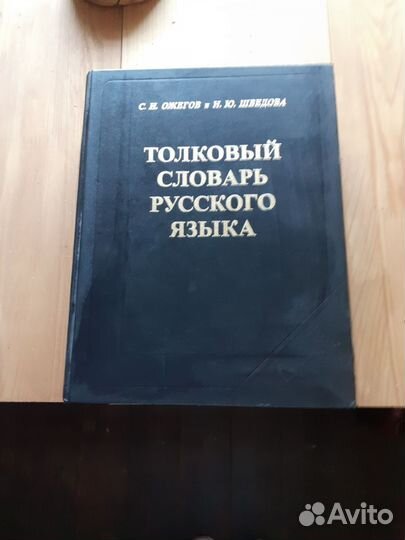 С. И. ОЖЕГОВ и Н. Ю. ШВЕДОВА
ТОЛКОВЫЙ
СЛОВАРЬ
РУССКОГО
ЯЗЫКА
Avito